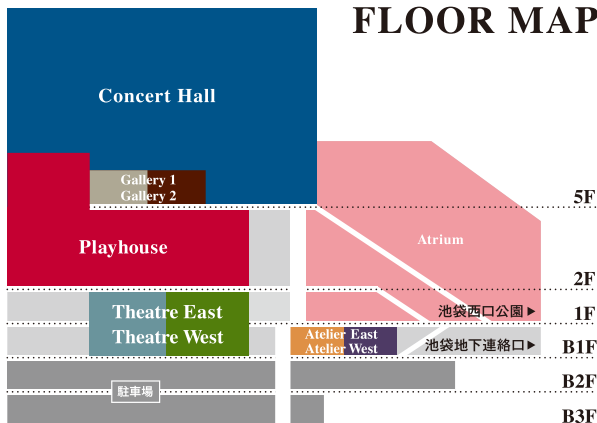 FLOOR MAP
Concert Hall
Gallery 1
Gallery 2
5F
Playhouse
Atrium
2F
Theatre East
Theatre West
池袋西口公園▶
1F
Atelier East
Atelier West
池袋地下連絡口▶
B1F
B2F
駐車場
B3F